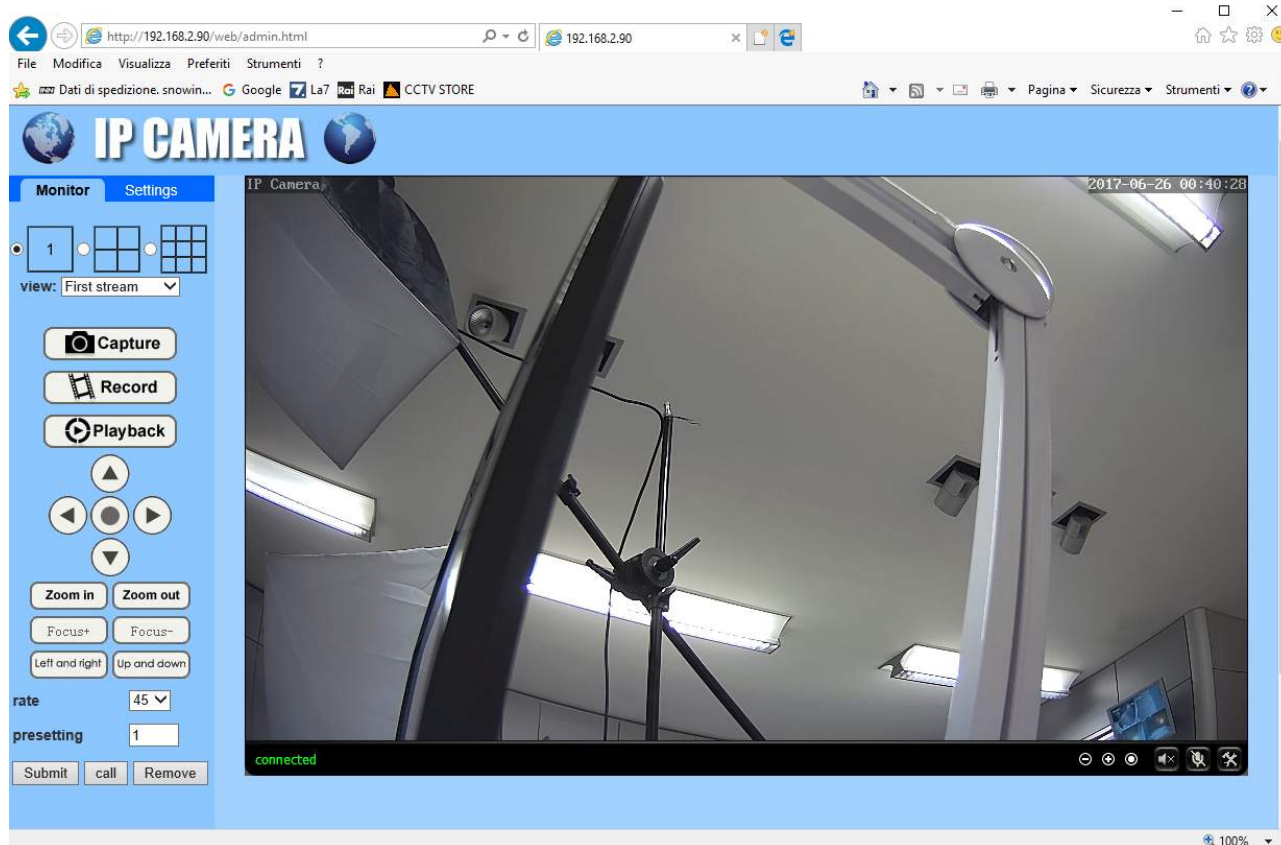 http://192.168.2.90/web/admin.html
192.168.2.90
File Modifica Visualizza Preferiti Strumenti ?
Dati di spedizione. snowin... Google La7 Rai Rai CCTV STORE
Pagina Sicurezza Strumenti
IP CAMERA
Monitor Settings
IP Camera
2017-06-26 00:40:28
1
view: First stream
Capture
Record
Playback
Zoom in Zoom out
Focus+ Focus-
Left and right Up and down
rate 45
presetting 1
Submit call Remove
connected
100%